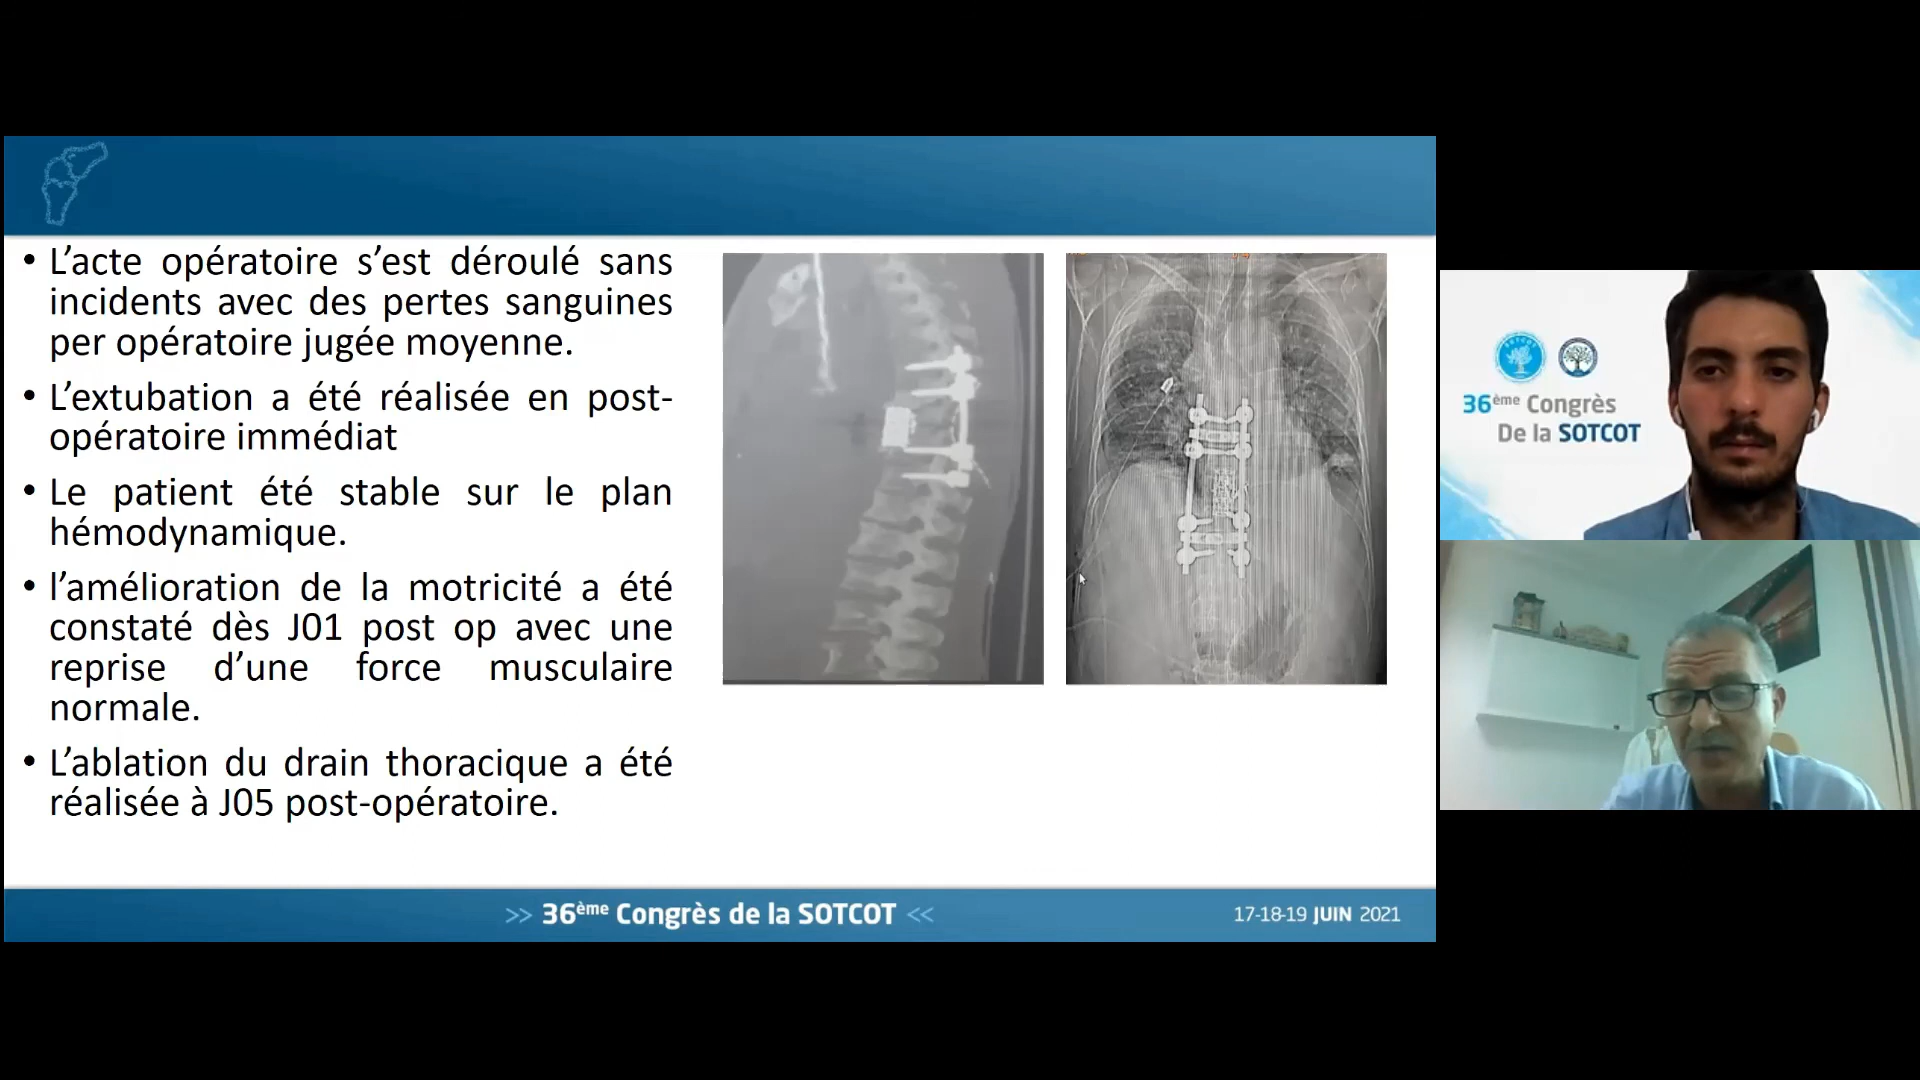 • L’acte opératoire s’est déroulé sans
incidents avec des pertes sanguines
per opératoire jugée moyenne.
• L’extubation a été réalisée en post-
opératoire immédiat
• Le patient été stable sur le plan
hémodynamique.
• l’amélioration de la motricité a été
constaté dès J01 post op avec une
reprise d’une force musculaire
normale.
• L’ablation du drain thoracique a été
réalisée à J05 post-opératoire.
>> 36ème Congrès de la SOTCOT <<
17-18-19 JUIN 2021
36ème Congrès
De la SOTCOT